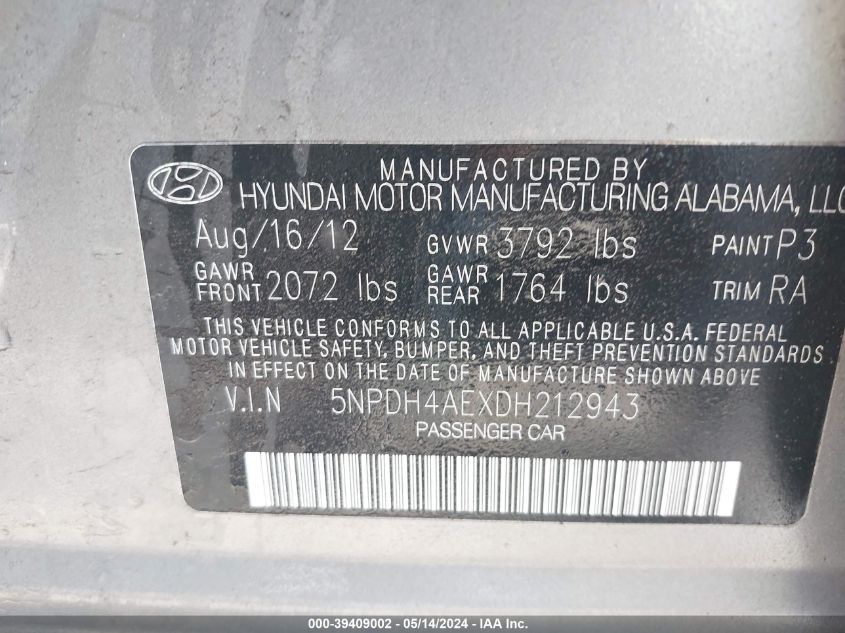 MANUFACTURED BY
HYUNDAI MOTOR MANUFACTURING ALABAMA, LLC
Aug/16/12 GVWR 3792 lbs PAINT P3
GAWR FRONT 2072 lbs GAWR REAR 1764 lbs TRIM RA
THIS VEHICLE CONFORMS TO ALL APPLICABLE U.S.A. FEDERAL
MOTOR VEHICLE SAFETY, BUMPER, AND THEFT PREVENTION STANDARDS
IN EFFECT ON THE DATE OF MANUFACTURE SHOWN ABOVE.
V.I.N 5NPDH4AEXDH212943
PASSENGER CAR
000-39409002 - 05/14/2024 - IAA Inc.